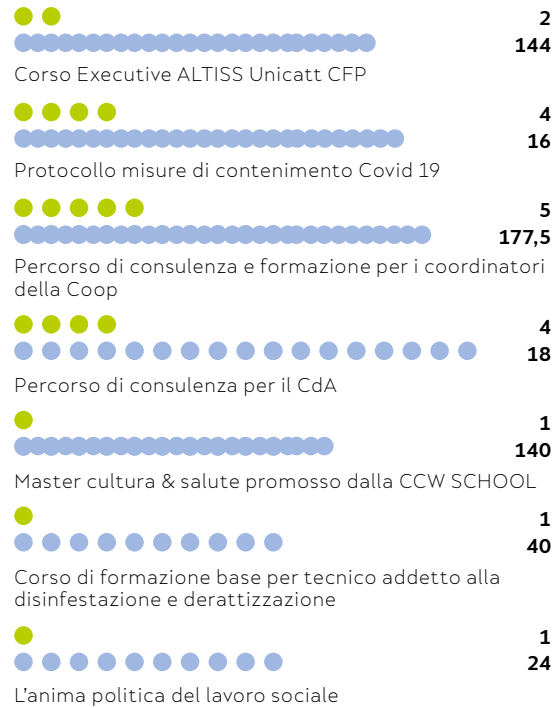 2
144
Corso Executive ALTISS Unicatt CFP
4
16
Protocollo misure di contenimento Covid 19
5
177,5
Percorso di consulenza e formazione per i coordinatori
della Coop
4
18
Percorso di consulenza per il CdA
1
140
Master cultura & salute promosso dalla CCW SCHOOL
1
40
Corso di formazione base per tecnico addetto alla
disinfestazione e derattizzazione
1
24
L'anima politica del lavoro sociale